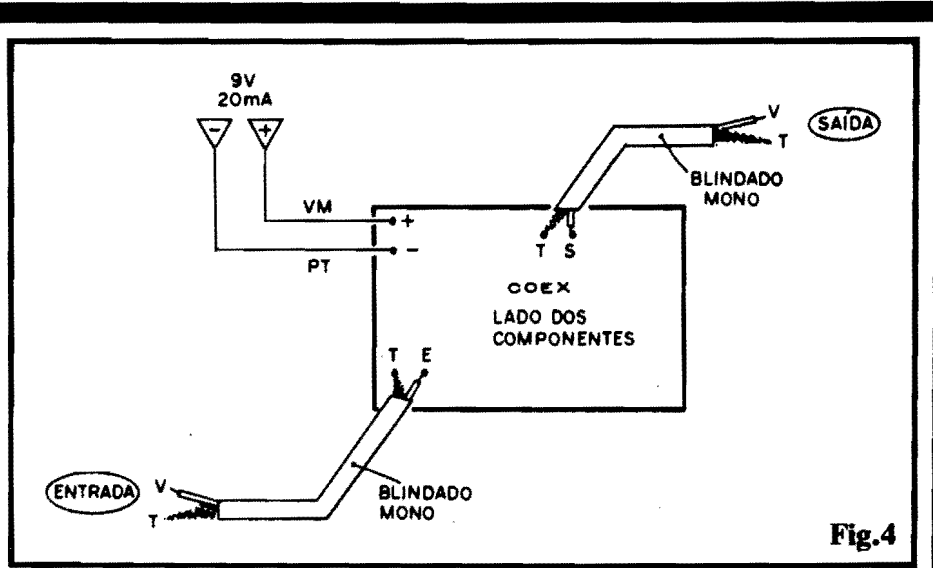 9V
20mA
- +
V
SAÍDA
T
BLINDADO
MONO
VM
+
T S
-
PT
COEX
LADO DOS
COMPONENTES
T E
ENTRADA
V
T
BLINDADO
MONO
Fig.4